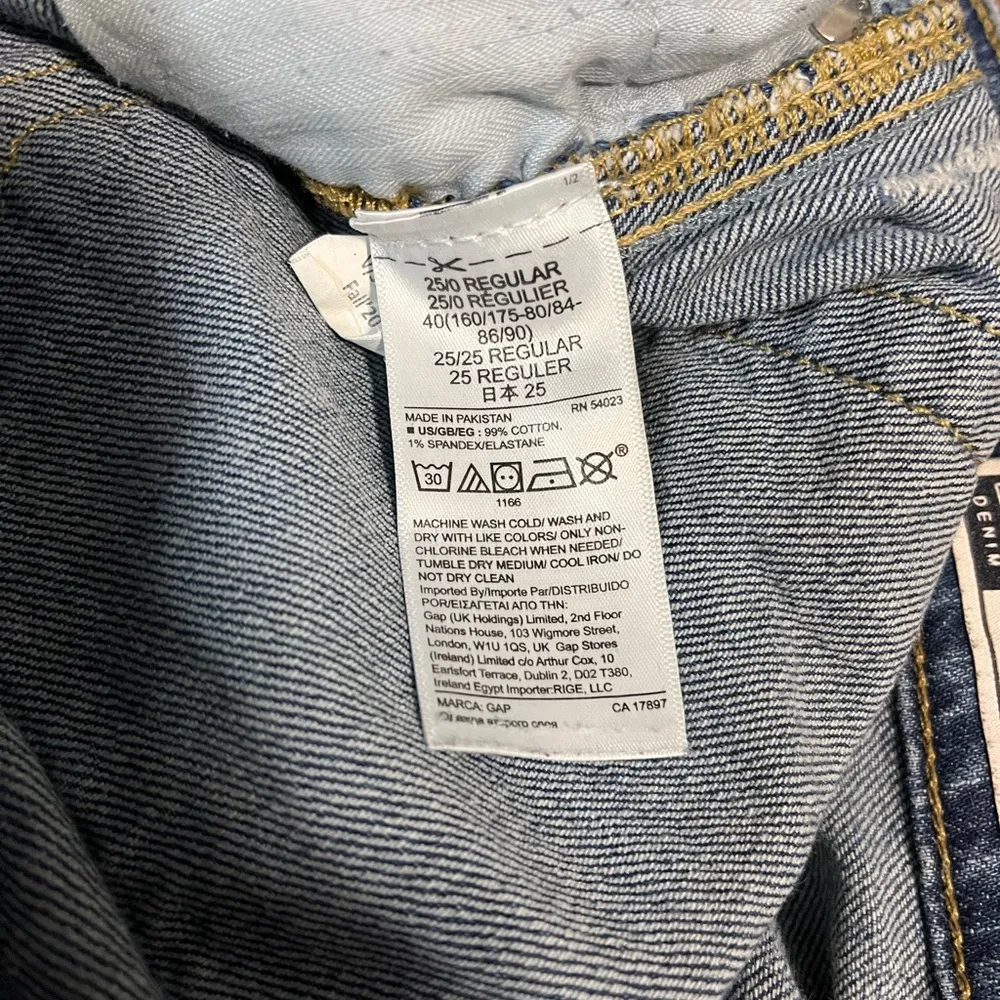 1/2
25/0 REGULAR
25/0 RÉGULIER
40(160/175-80/84-
86/90)
25/25 REGULAR
25 REGULER
日本 25
RN 54023
MADE IN PAKISTAN
■ US/GB/EG : 99% COTTON,
1% SPANDEX/ELASTANE
30
®
1166
MACHINE WASH COLD/ WASH AND
DRY WITH LIKE COLORS/ ONLY NON-
CHLORINE BLEACH WHEN NEEDED/
TUMBLE DRY MEDIUM/ COOL IRON/ DO
NOT DRY CLEAN
Imported By/Importe Par/DISTRIBUIDO
POR/ΕΙΣΑΓΕΤΑΙ ΑΠΟ ΤΗΝ:
Gap (UK Holdings) Limited, 2nd Floor
Nations House, 103 Wigmore Street,
London, W1U 1QS, UK Gap Stores
(Ireland) Limited c/o Arthur Cox, 10
Earlsfort Terrace, Dublin 2, D02 T380,
Ireland Egypt Importer:RIGE, LLC
MARCA: GAP
CA 17897
Fall'20
DENIM